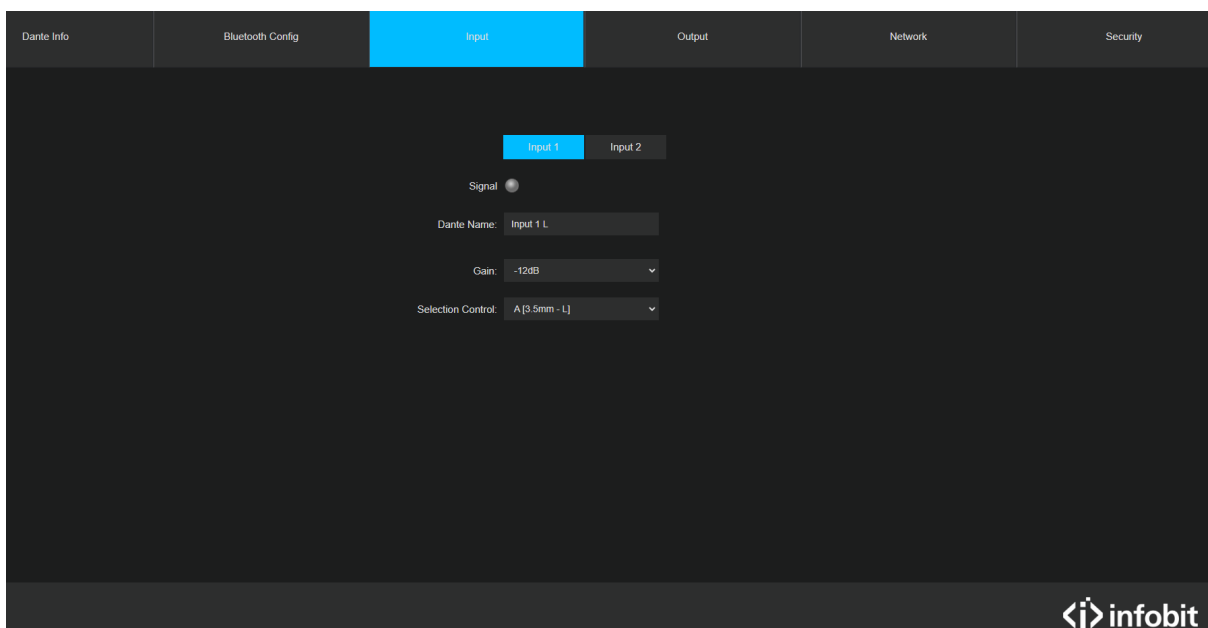 Dante Info Bluetooth Config Input Output Network Security
Input 1 Input 2
Signal
Dante Name: Input 1 L
Gain: -12dB
Selection Control: A [3.5mm - L]
<i> infobit